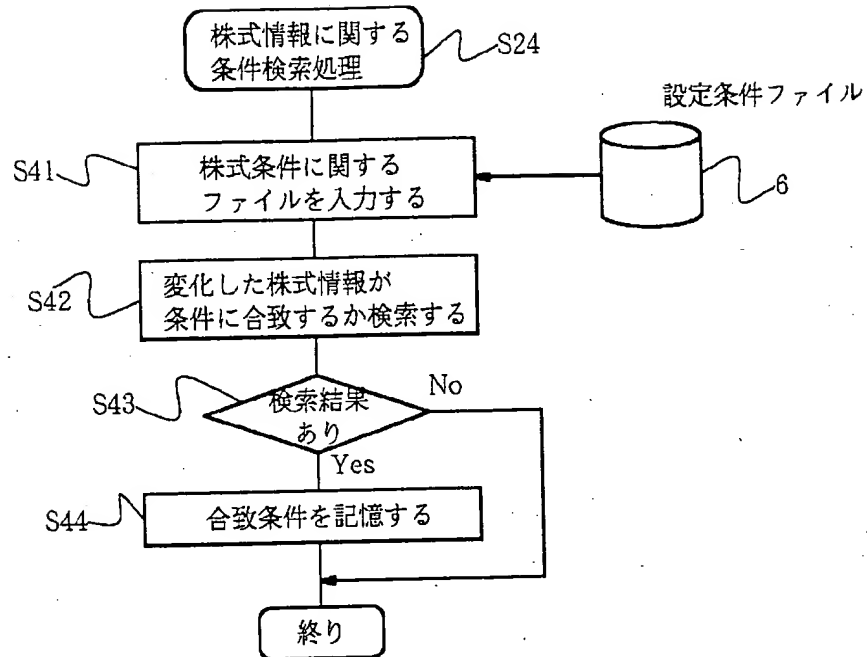 株式情報に関する
条件検索処理
S24
設定条件ファイル
S41
株式条件に関する
ファイルを入力する
6
S42
変化した株式情報が
条件に合致するか検索する
S43
検索結果
あり
No
Yes
S44
合致条件を記憶する
終り